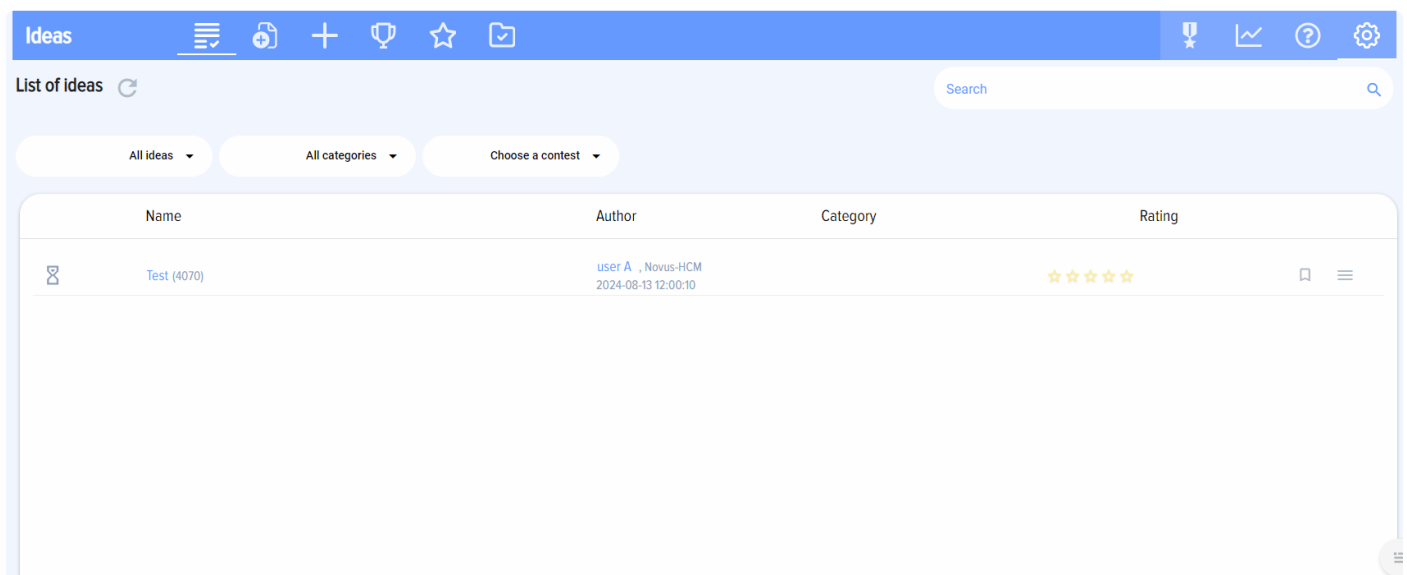 Ideas
List of ideas
Search
All ideas
All categories
Choose a contest
Name Author Category Rating
Test (4070)
user A , Novus-HCM
2024-08-13 12:00:10